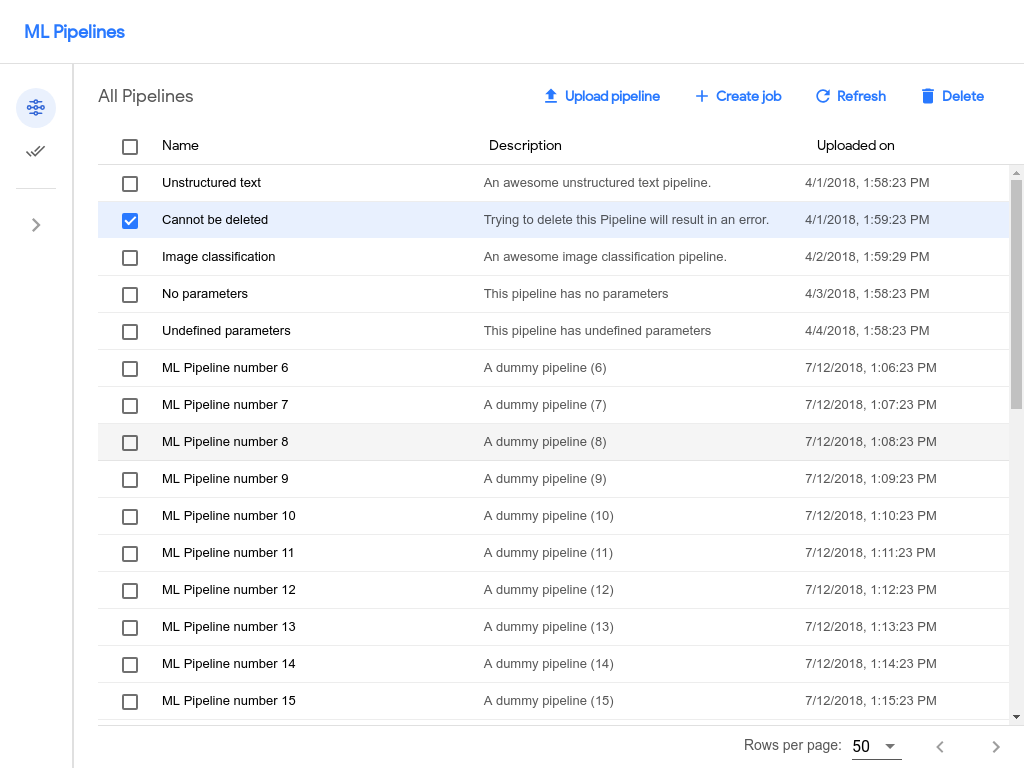 ML Pipelines
All Pipelines Upload pipeline Create job Refresh Delete
Name Description Uploaded on
Unstructured text An awesome unstructured text pipeline. 4/1/2018, 1:58:23 PM
Cannot be deleted Trying to delete this Pipeline will result in an error. 4/1/2018, 1:59:23 PM
Image classification An awesome image classification pipeline. 4/2/2018, 1:59:29 PM
No parameters This pipeline has no parameters 4/3/2018, 1:58:23 PM
Undefined parameters This pipeline has undefined parameters 4/4/2018, 1:58:23 PM
ML Pipeline number 6 A dummy pipeline (6) 7/12/2018, 1:06:23 PM
ML Pipeline number 7 A dummy pipeline (7) 7/12/2018, 1:07:23 PM
ML Pipeline number 8 A dummy pipeline (8) 7/12/2018, 1:08:23 PM
ML Pipeline number 9 A dummy pipeline (9) 7/12/2018, 1:09:23 PM
ML Pipeline number 10 A dummy pipeline (10) 7/12/2018, 1:10:23 PM
ML Pipeline number 11 A dummy pipeline (11) 7/12/2018, 1:11:23 PM
ML Pipeline number 12 A dummy pipeline (12) 7/12/2018, 1:12:23 PM
ML Pipeline number 13 A dummy pipeline (13) 7/12/2018, 1:13:23 PM
ML Pipeline number 14 A dummy pipeline (14) 7/12/2018, 1:14:23 PM
ML Pipeline number 15 A dummy pipeline (15) 7/12/2018, 1:15:23 PM
Rows per page: 50